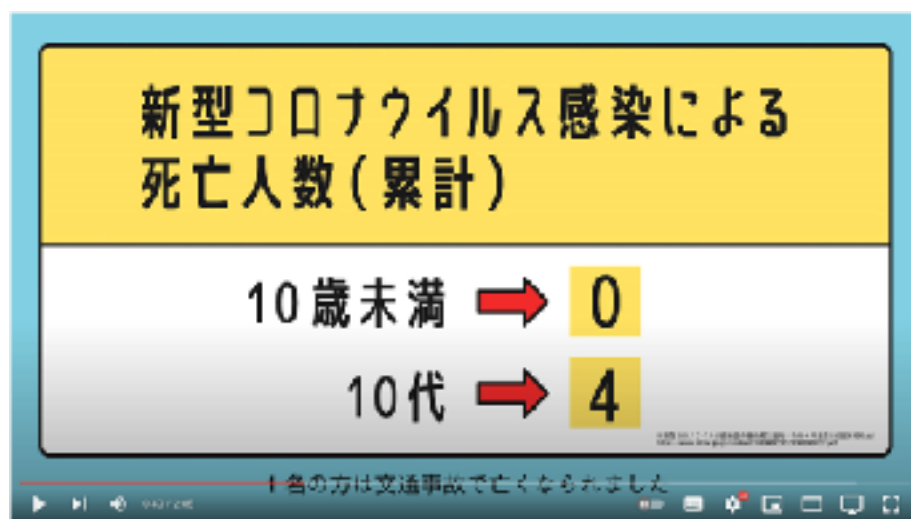 新型コロナウイルス感染による
死亡人数(累計)
10歳未満 0
10代 4
1名の方は交通事故で亡くなられました